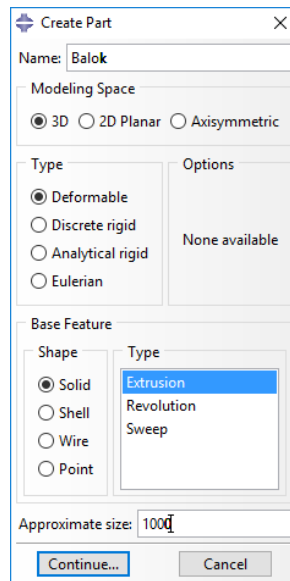 Create Part
Name: Balok
Modeling Space
3D 2D Planar Axisymmetric
Type
Deformable
Discrete rigid
Analytical rigid
Eulerian
Options
None available
Base Feature
Shape
Solid
Shell
Wire
Point
Type
Extrusion
Revolution
Sweep
Approximate size: 1000
Continue... Cancel